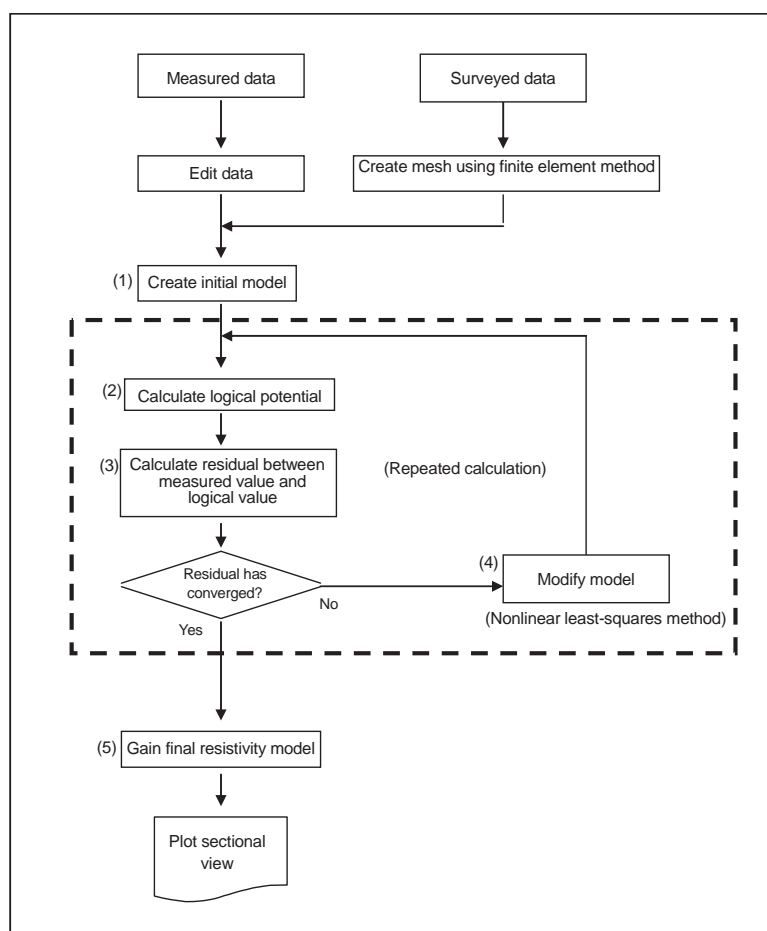 Measured data
Surveyed data
Edit data
Create mesh using finite element method
(1)
Create initial model
(2)
Calculate logical potential
(3)
Calculate residual between
measured value and
logical value
(Repeated calculation)
Residual has
converged?
No
Yes
(4)
Modify model
(Nonlinear least-squares method)
(5)
Gain final resistivity model
Plot sectional
view